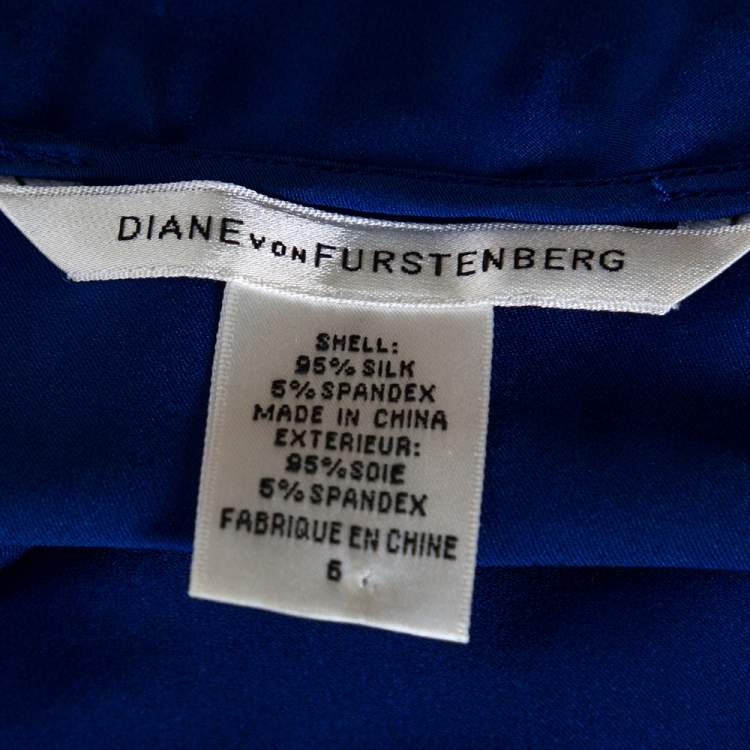 DIANE VON FURSTENBERG
SHELL:
95% SILK
5% SPANDEX
MADE IN CHINA
EXTERIEUR:
95% SOIE
5% SPANDEX
FABRIQUE EN CHINE
6